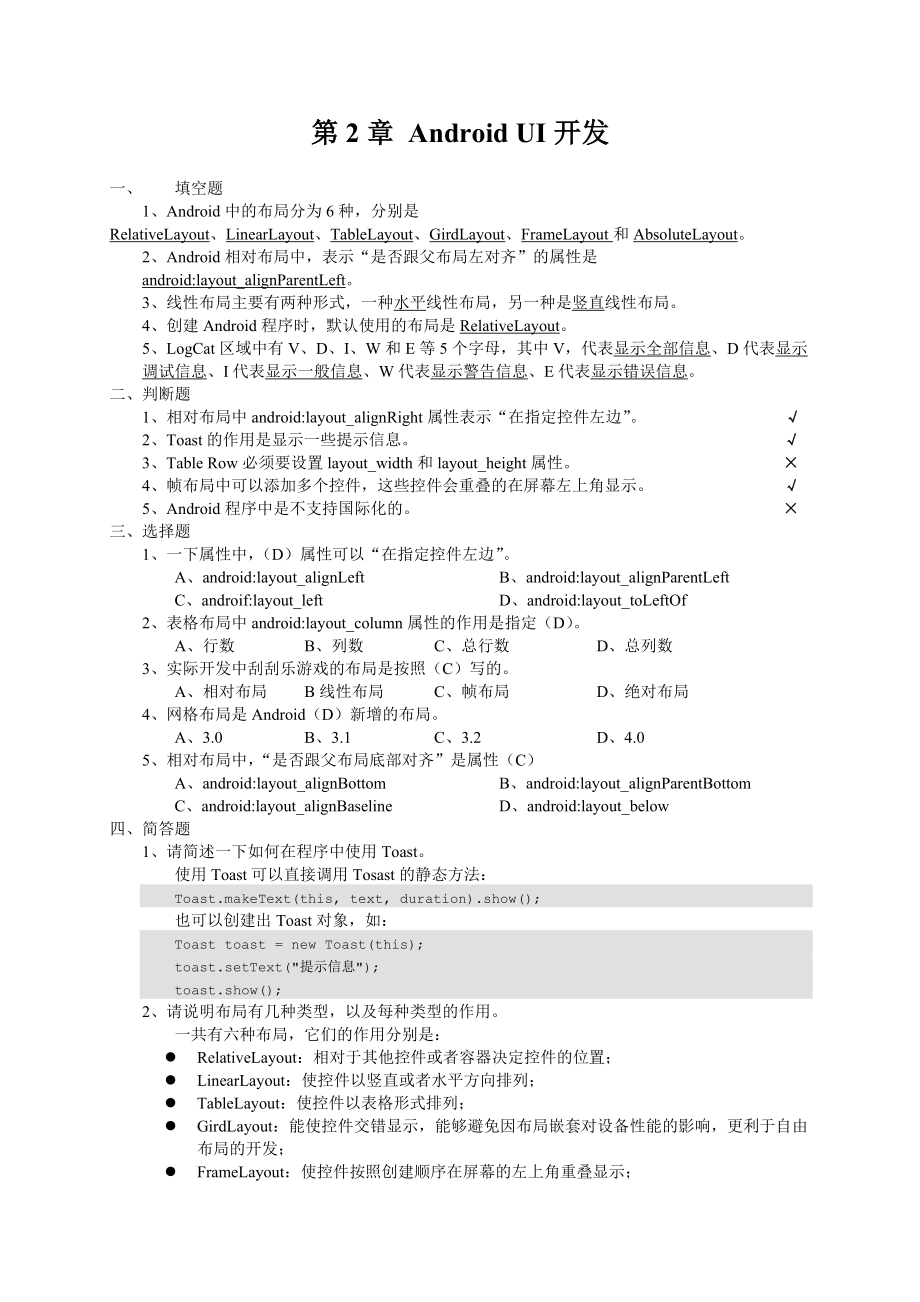 第 2 章 Android UI 开发
一、 填空题
1、Android 中的布局分为 6 种，分别是
RelativeLayout、LinearLayout、TableLayout、GirdLayout、FrameLayout 和 AbsoluteLayout。
2、Android 相对布局中，表示“是否跟父布局左对齐”的属性是
android:layout_alignParentLeft。
3、线性布局主要有两种形式，一种水平线性布局，另一种是竖直线性布局。
4、创建 Android 程序时，默认使用的布局是 RelativeLayout。
5、LogCat 区域中有 V、D、I、W 和 E 等 5 个字母，其中 V，代表显示全部信息、D 代表显示
调试信息、I 代表显示一般信息、W 代表显示警告信息、E 代表显示错误信息。
二、判断题
1、相对布局中 android:layout_alignRight 属性表示“在指定控件左边”。 √
2、Toast 的作用是显示一些提示信息。 √
3、Table Row 必须要设置 layout_width 和 layout_height 属性。 ×
4、帧布局中可以添加多个控件，这些控件会重叠的在屏幕左上角显示。 √
5、Android 程序中是不支持国际化的。 ×
三、选择题
1、一下属性中，（D）属性可以“在指定控件左边”。
A、android:layout_alignLeft B、android:layout_alignParentLeft
C、androif:layout_left D、android:layout_toLeftOf
2、表格布局中 android:layout_column 属性的作用是指定（D）。
A、行数 B、列数 C、总行数 D、总列数
3、实际开发中刮刮乐游戏的布局是按照（C）写的。
A、相对布局 B 线性布局 C、帧布局 D、绝对布局
4、网格布局是 Android（D）新增的布局。
A、3.0 B、3.1 C、3.2 D、4.0
5、相对布局中，“是否跟父布局底部对齐”是属性（C）
A、android:layout_alignBottom B、android:layout_alignParentBottom
C、android:layout_alignBaseline D、android:layout_below
四、简答题
1、请简述一下如何在程序中使用 Toast。
使用 Toast 可以直接调用 Tosast 的静态方法：
Toast.makeText(this, text, duration).show();
也可以创建出 Toast 对象，如：
Toast toast = new Toast(this);
toast.setText("提示信息");
toast.show();
2、请说明布局有几种类型，以及每种类型的作用。
一共有六种布局，它们的作用分别是：
● RelativeLayout：相对于其他控件或者容器决定控件的位置；
● LinearLayout：使控件以竖直或者水平方向排列；
● TableLayout：使控件以表格形式排列；
● GirdLayout：能使控件交错显示，能够避免因布局嵌套对设备性能的影响，更利于自由
布局的开发；
● FrameLayout：使控件按照创建顺序在屏幕的左上角重叠显示；